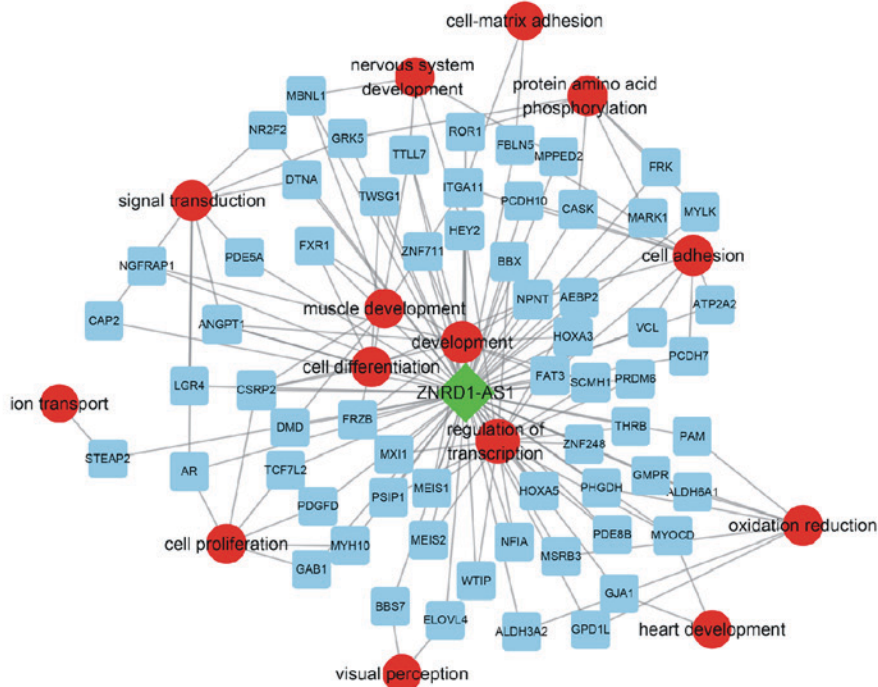 cell-matrix adhesion
nervous system
development
protein amino acid
phosphorylation
MBNL1
NR2F2
GRK5
TTLL7
ROR1
FBLN5
MPPED2
FRK
DTNA
TWSG1
ITGA11
PCDH10
CASK
MARK1
MYLK
signal transduction
FXR1
ZNF711
HEY2
BBX
cell adhesion
NGFRAP1
PDE5A
NPNT
AEBP2
ATP2A2
CAP2
ANGPT1
muscle development
development
HOXA3
VCL
PCDH7
cell differentiation
FAT3
SCMH1
PRDM6
LGR4
CSRP2
ZNRD1-AS1
ion transport
DMD
FRZB
regulation of
transcription
THRB
PAM
STEAP2
AR
TCF7L2
MXI1
ZNF248
GMPR
ALDH6A1
PDGFD
PSIP1
MEIS1
HOXA5
PHGDH
oxidation reduction
cell proliferation
MYH10
MEIS2
NFIA
MSRB3
PDE8B
MYOCD
GAB1
WTIP
BBS7
ELOVL4
ALDH3A2
GJA1
GPD1L
heart development
visual perception